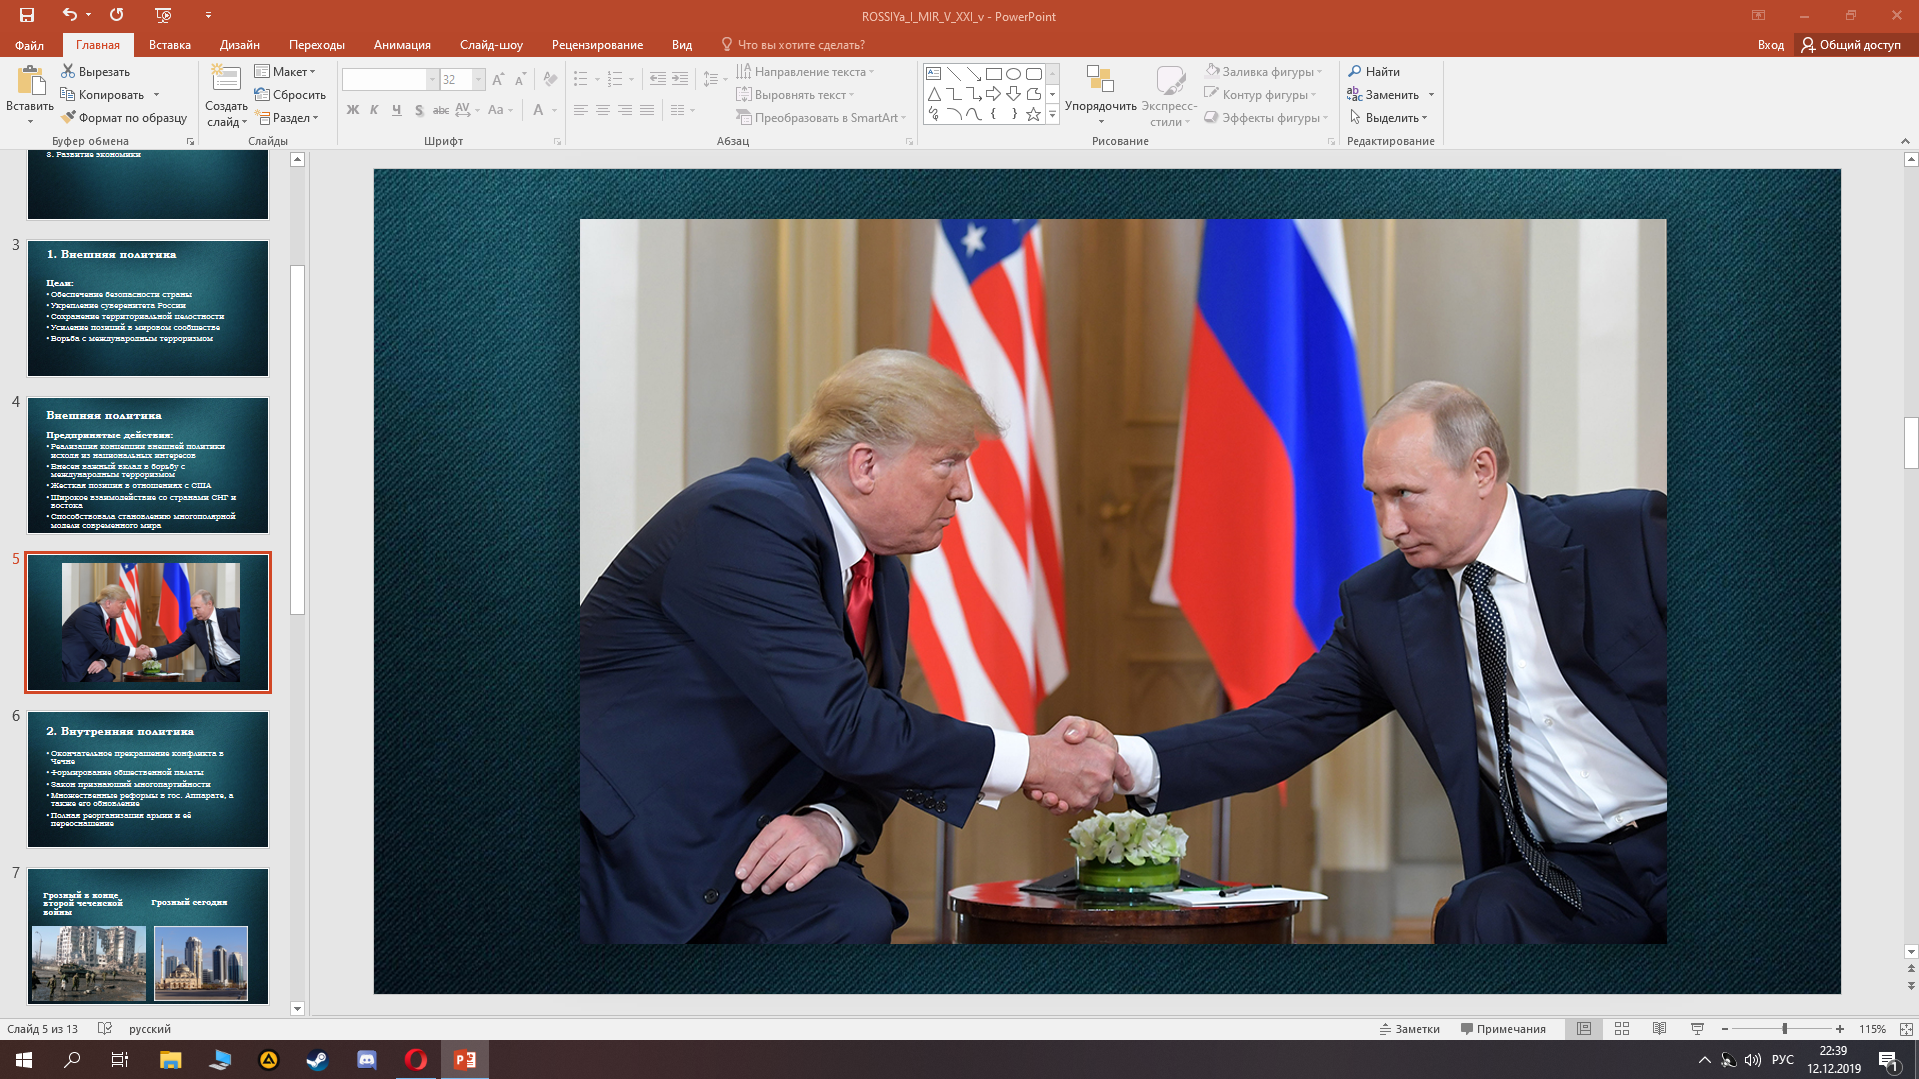 ROSSIYa_I_MIR_V_XXI_v - PowerPoint
Файл Главная Вставка Дизайн Переходы Анимация Слайд-шоу Рецензирование Вид Что вы хотите сделать? Вход Общий доступ
Вставить
Вырезать
Копировать
Формат по образцу
Буфер обмена
Создать слайд
Макет
Сбросить
Раздел
Слайды
32
Ж К Ч S abc AV Aa A
Шрифт
Направление текста
Выровнять текст
Преобразовать в SmartArt
Абзац
Упорядочить
Экспресс-стили
Заливка фигуры
Контур фигуры
Эффекты фигуры
Рисование
Найти
Заменить
Выделить
Редактирование
3. Развитие экономики
3
1. Внешняя политика
Цели:
• Обеспечение безопасности страны
• Укрепление суверенитета России
• Сохранение территориальной целостности
• Усиление позиций в мировом сообществе
• Борьба с международным терроризмом
4
Внешняя политика
Предпринятые действия:
• Реализация концепции внешней политики
исходя из национальных интересов
• Внесен важный вклад в борьбу с
международным терроризмом
• Жесткая позиция в отношениях с США
• Широкое взаимодействие со странами СНГ и
востока
• Способствовала становлению многополярной
модели современного мира
5
6
2. Внутренняя политика
• Окончательное прекращение конфликта в
Чечне
• Формирование общественной палаты
• Закон признающий многопартийности
• Множественные реформы в гос. Аппарате, а
также его обновление
• Полная реорганизация армии и её
переоснащение
7
Грозный в конце
второй чеченской
войны
Грозный сегодня
Слайд 5 из 13 русский Заметки Примечания 115%
РУС
22:39
12.12.2019
1